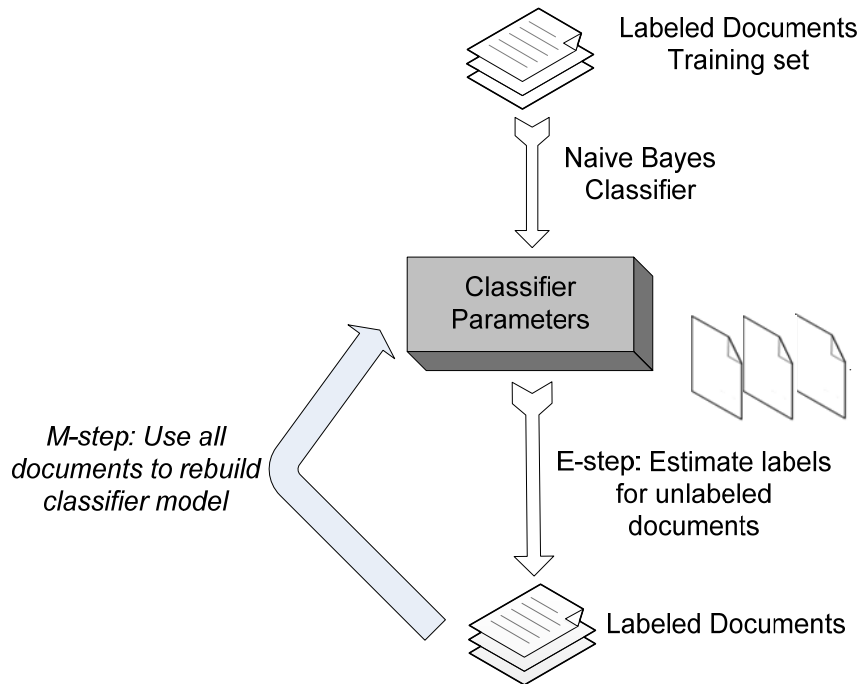 Labeled Documents
Training set
Naive Bayes
Classifier
Classifier
Parameters
M-step: Use all
documents to rebuild
classifier model
E-step: Estimate labels
for unlabeled
documents
Labeled Documents